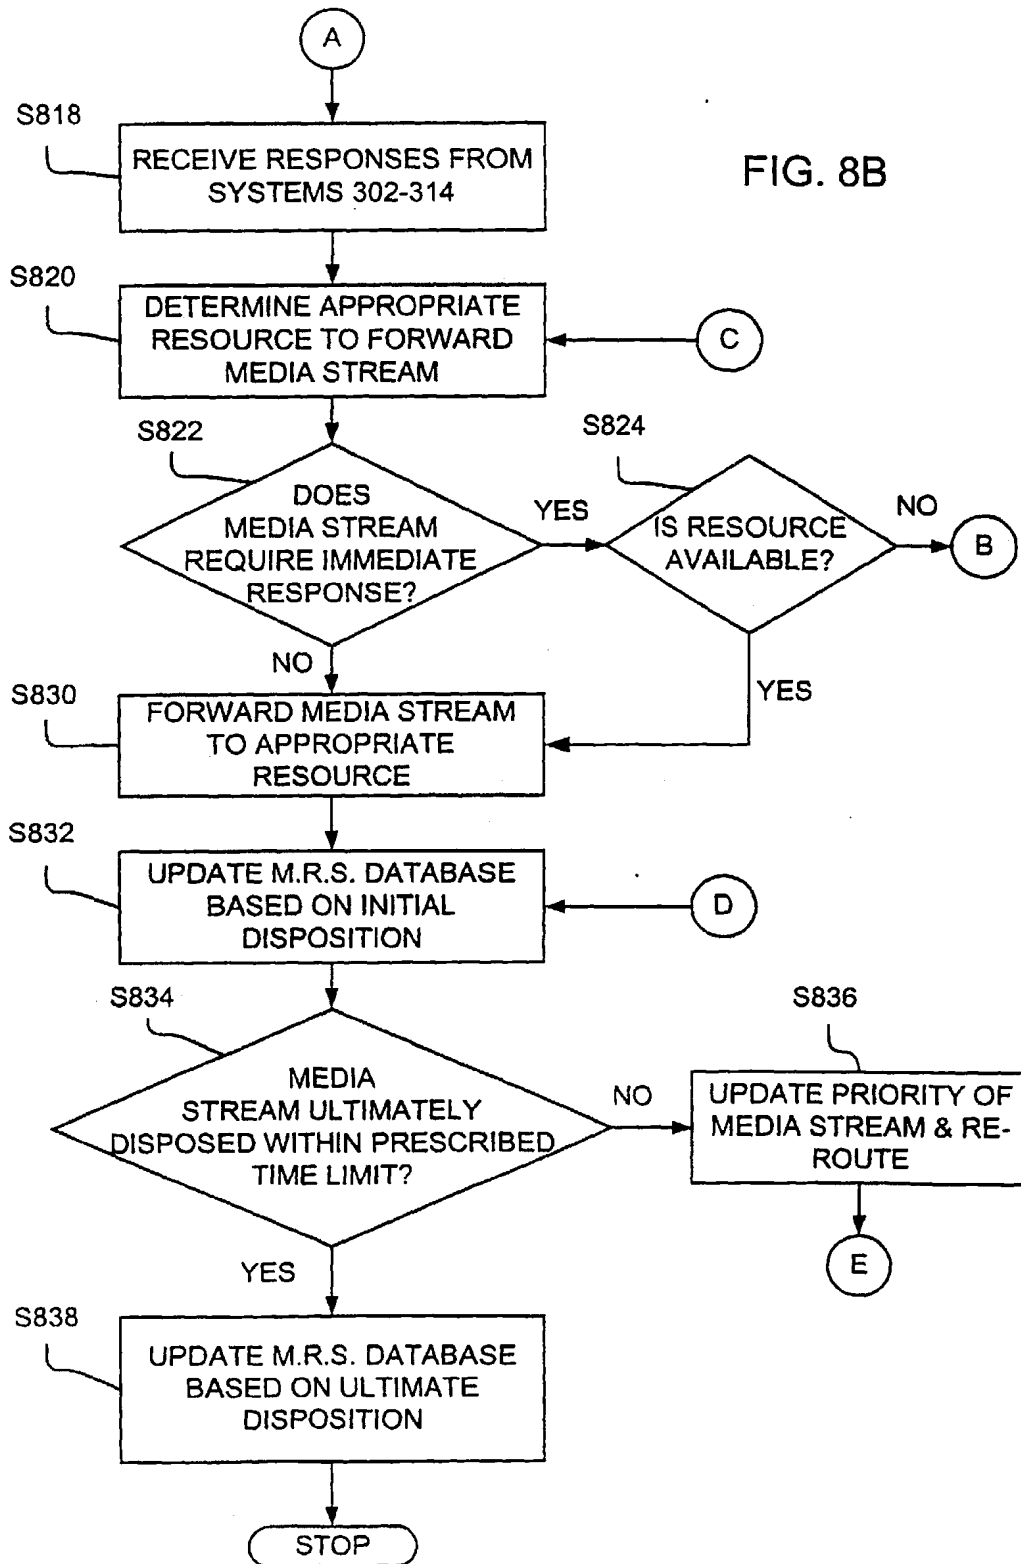 A
S818
RECEIVE RESPONSES FROM
SYSTEMS 302-314
FIG. 8B
S820
DETERMINE APPROPRIATE
RESOURCE TO FORWARD
MEDIA STREAM
C
S822
DOES
MEDIA STREAM
REQUIRE IMMEDIATE
RESPONSE?
YES
S824
IS RESOURCE
AVAILABLE?
NO
B
NO
YES
S830
FORWARD MEDIA STREAM
TO APPROPRIATE
RESOURCE
S832
UPDATE M.R.S. DATABASE
BASED ON INITIAL
DISPOSITION
D
S834
MEDIA
STREAM ULTIMATELY
DISPOSED WITHIN PRESCRIBED
TIME LIMIT?
NO
S836
UPDATE PRIORITY OF
MEDIA STREAM & RE-
ROUTE
E
YES
S838
UPDATE M.R.S. DATABASE
BASED ON ULTIMATE
DISPOSITION
STOP